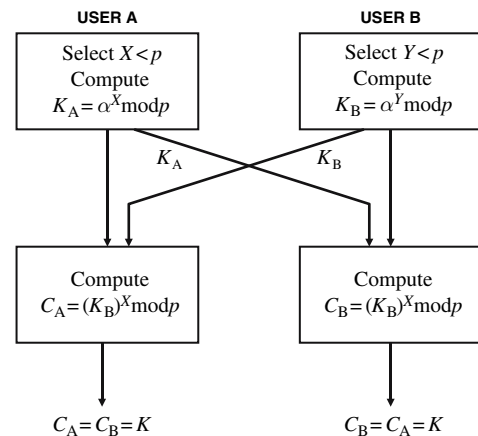 USER A
Select X<p
Compute
K_A = α^X mod p
USER B
Select Y<p
Compute
K_B = α^Y mod p
K_A
K_B
Compute
C_A = (K_B)^X mod p
Compute
C_B = (K_B)^X mod p
C_A = C_B = K
C_B = C_A = K